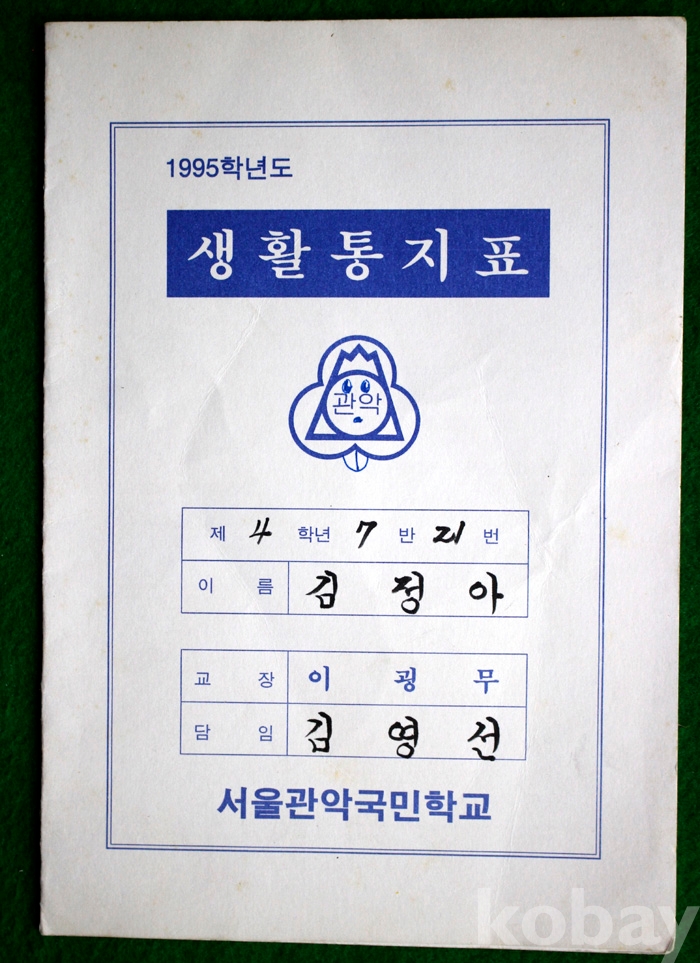 1995학년도
생활통지표
관악
제 4 학년 7 반 21 번
이 름 김 정 아
교 장 이 광 무
담 임 김 영 선
서울관악국민학교
kobay